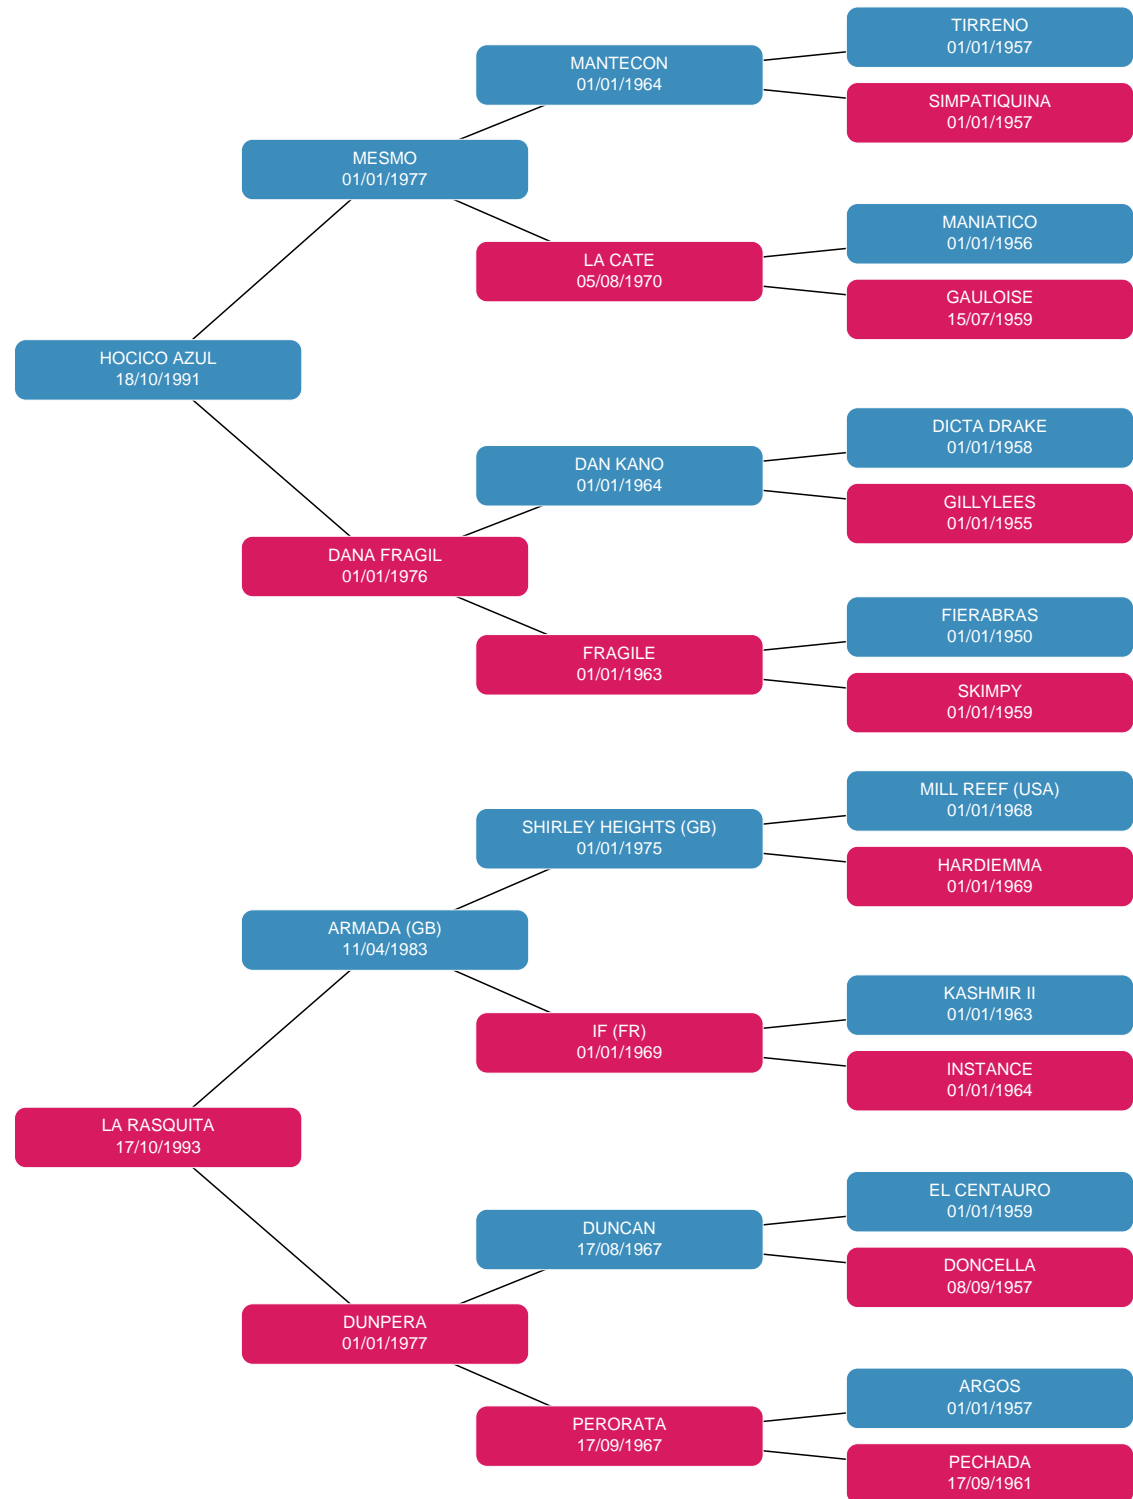 TIRRENO
01/01/1957
MANTECON
01/01/1964
SIMPATIQUINA
01/01/1957
MESMO
01/01/1977
MANIATICO
01/01/1956
LA CATE
05/08/1970
GAULOISE
15/07/1959
HOCICO AZUL
18/10/1991
DICTA DRAKE
01/01/1958
DAN KANO
01/01/1964
GILLYLEES
01/01/1955
DANA FRAGIL
01/01/1976
FIERABRAS
01/01/1950
FRAGILE
01/01/1963
SKIMPY
01/01/1959
MILL REEF (USA)
01/01/1968
SHIRLEY HEIGHTS (GB)
01/01/1975
HARDIEMMA
01/01/1969
ARMADA (GB)
11/04/1983
KASHMIR II
01/01/1963
IF (FR)
01/01/1969
INSTANCE
01/01/1964
LA RASQUITA
17/10/1993
EL CENTAURO
01/01/1959
DUNCAN
17/08/1967
DONCELLA
08/09/1957
DUNPERA
01/01/1977
ARGOS
01/01/1957
PERORATA
17/09/1967
PECHADA
17/09/1961